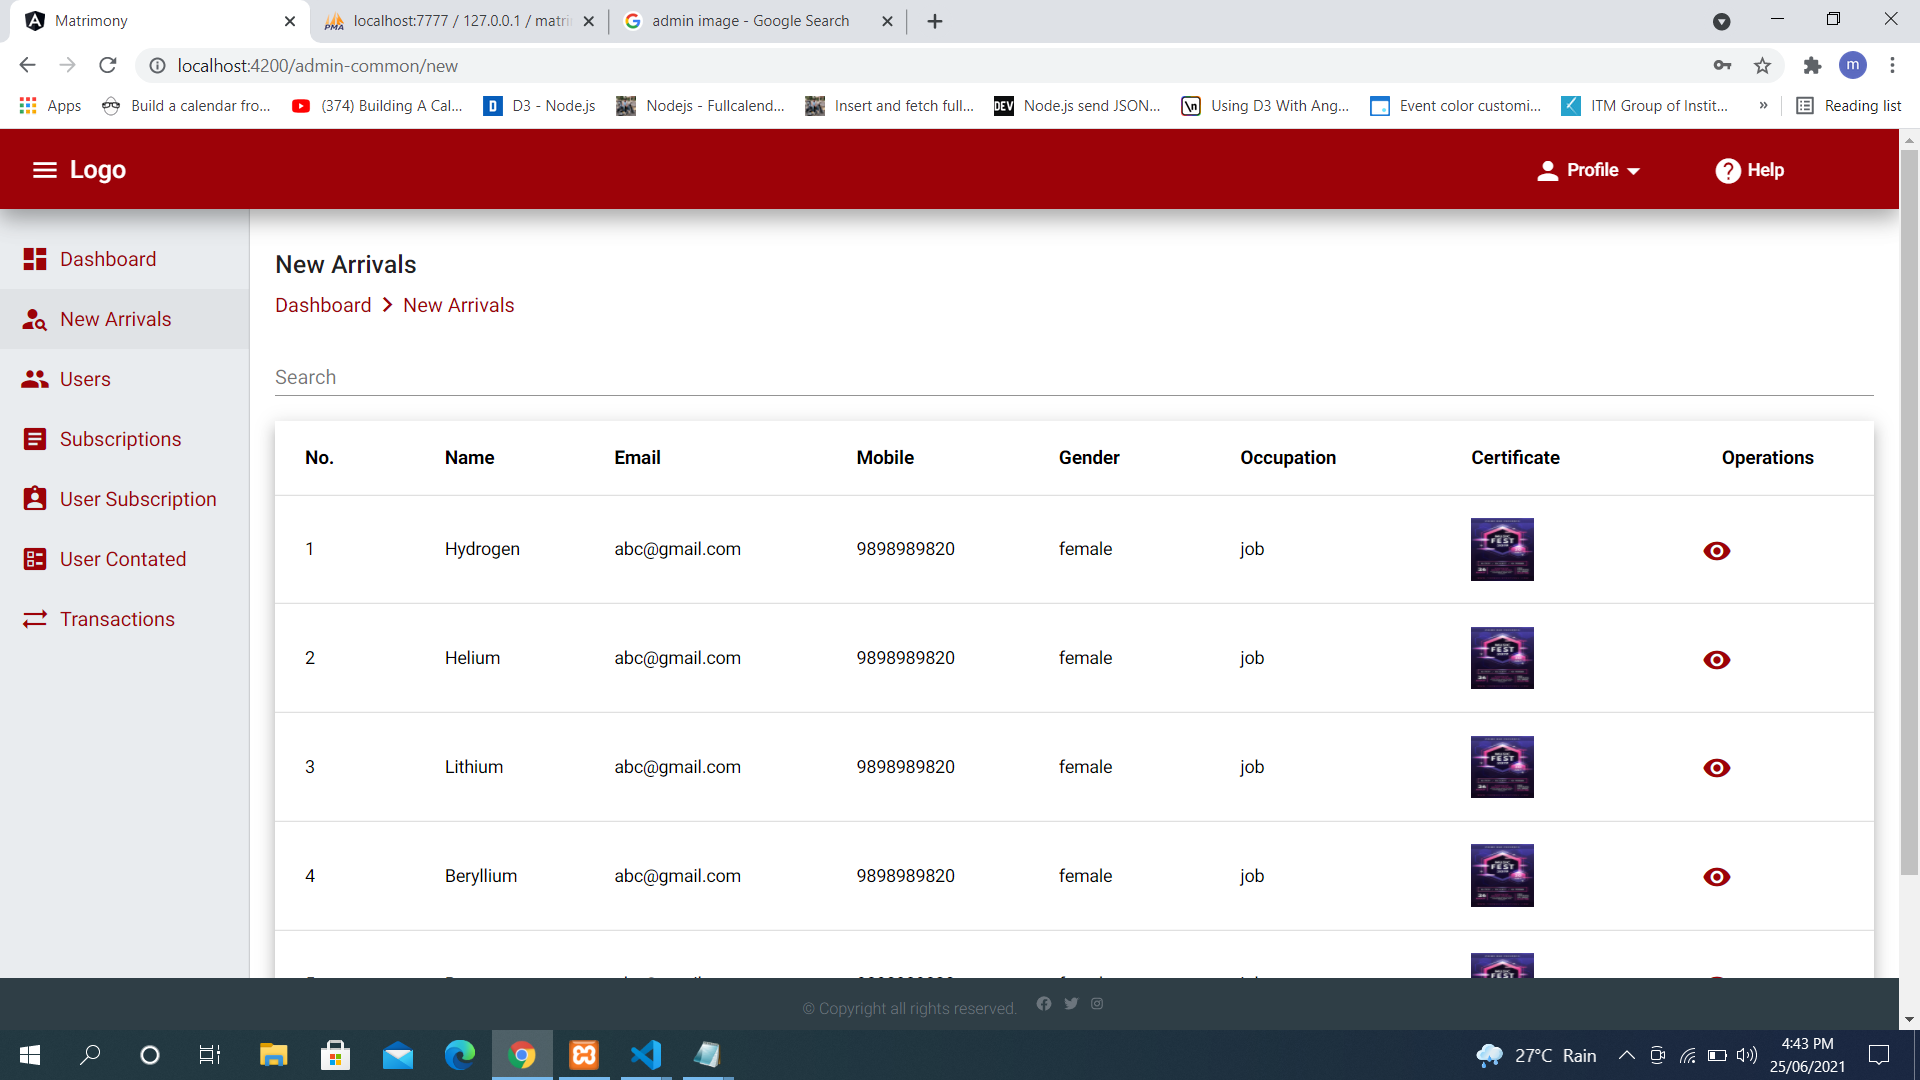 Matrimony
localhost:7777 / 127.0.0.1 / matri
admin image - Google Search
localhost:4200/admin-common/new
m
Apps
Build a calendar fro...
(374) Building A Cal...
D3 - Node.js
Nodejs - Fullcalend...
Insert and fetch full...
DEV
Node.js send JSON...
Using D3 With Ang...
Event color customi...
ITM Group of Instit...
»
Reading list
Logo
Profile
Help
Dashboard
New Arrivals
Users
Subscriptions
User Subscription
User Contated
Transactions
New Arrivals
Dashboard > New Arrivals
Search
No. Name Email Mobile Gender Occupation Certificate Operations
1 Hydrogen abc@gmail.com 9898989820 female job FEST
2 Helium abc@gmail.com 9898989820 female job FEST
3 Lithium abc@gmail.com 9898989820 female job FEST
4 Beryllium abc@gmail.com 9898989820 female job FEST
FEST
© Copyright all rights reserved.
27°C Rain
4:43 PM
25/06/2021